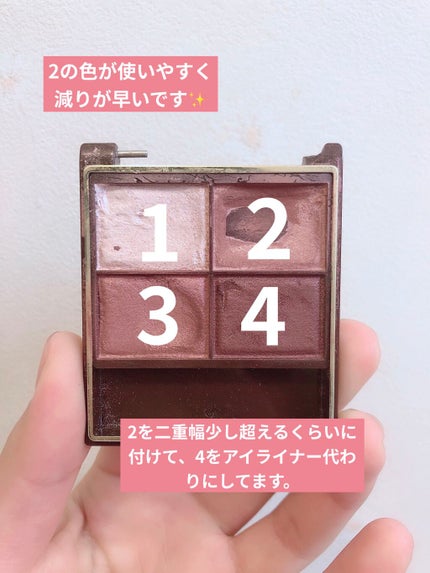 2の色が使いやすく
減りが早いです✨
1 2
3 4
2を二重幅少し超えるくらいに
付けて、4をアイライナー代わ
りにしてます。